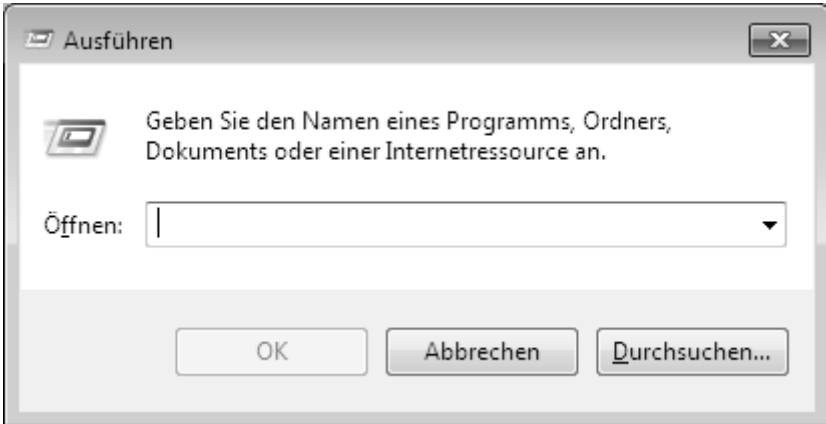 Ausführen
Geben Sie den Namen eines Programms, Ordners,
Dokuments oder einer Internetressource an.
Öffnen:
OK Abbrechen Durchsuchen...